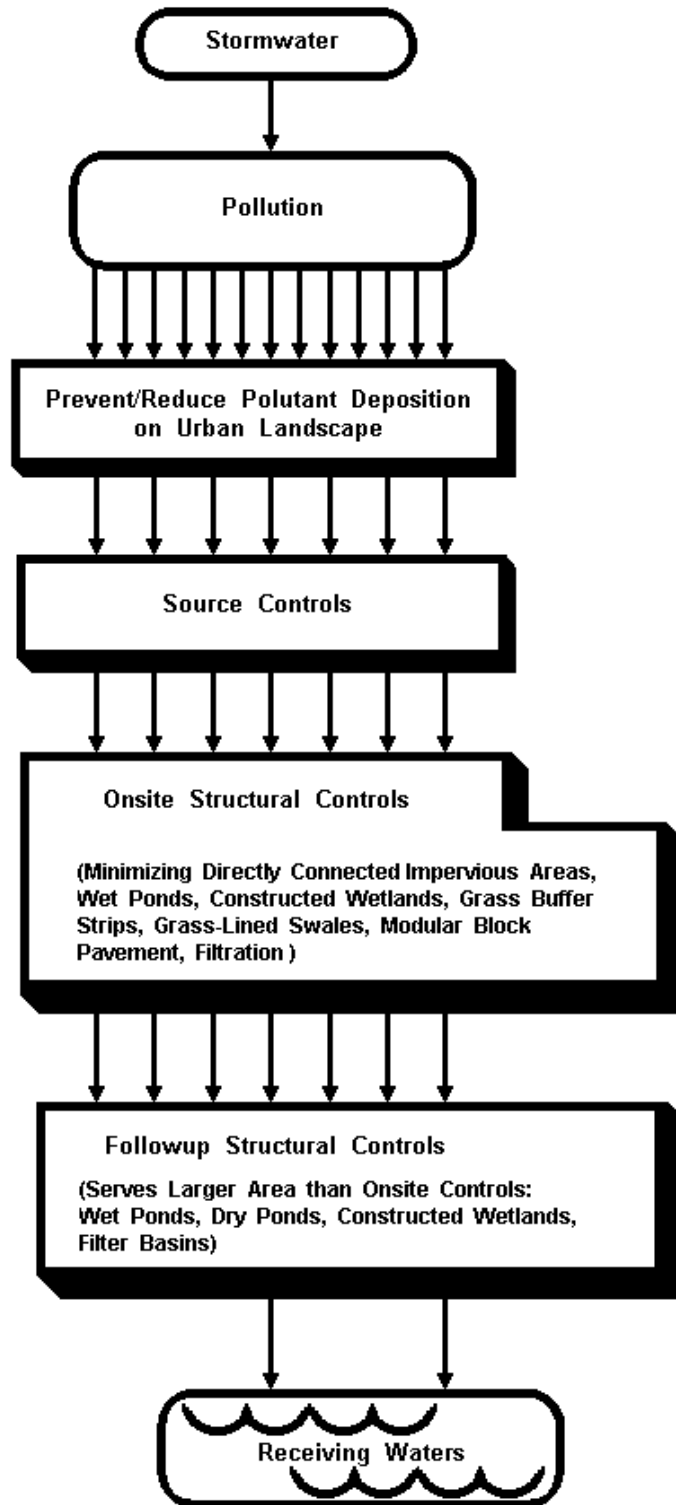 Stormwater
Pollution
Prevent/Reduce Polutant Deposition
on Urban Landscape
Source Controls
Onsite Structural Controls
(Minimizing Directly Connected Impervious Areas,
Wet Ponds, Constructed Wetlands, Grass Buffer
Strips, Grass-Lined Swales, Modular Block
Pavement, Filtration )
Followup Structural Controls
(Serves Larger Area than Onsite Controls:
Wet Ponds, Dry Ponds, Constructed Wetlands,
Filter Basins)
Receiving Waters